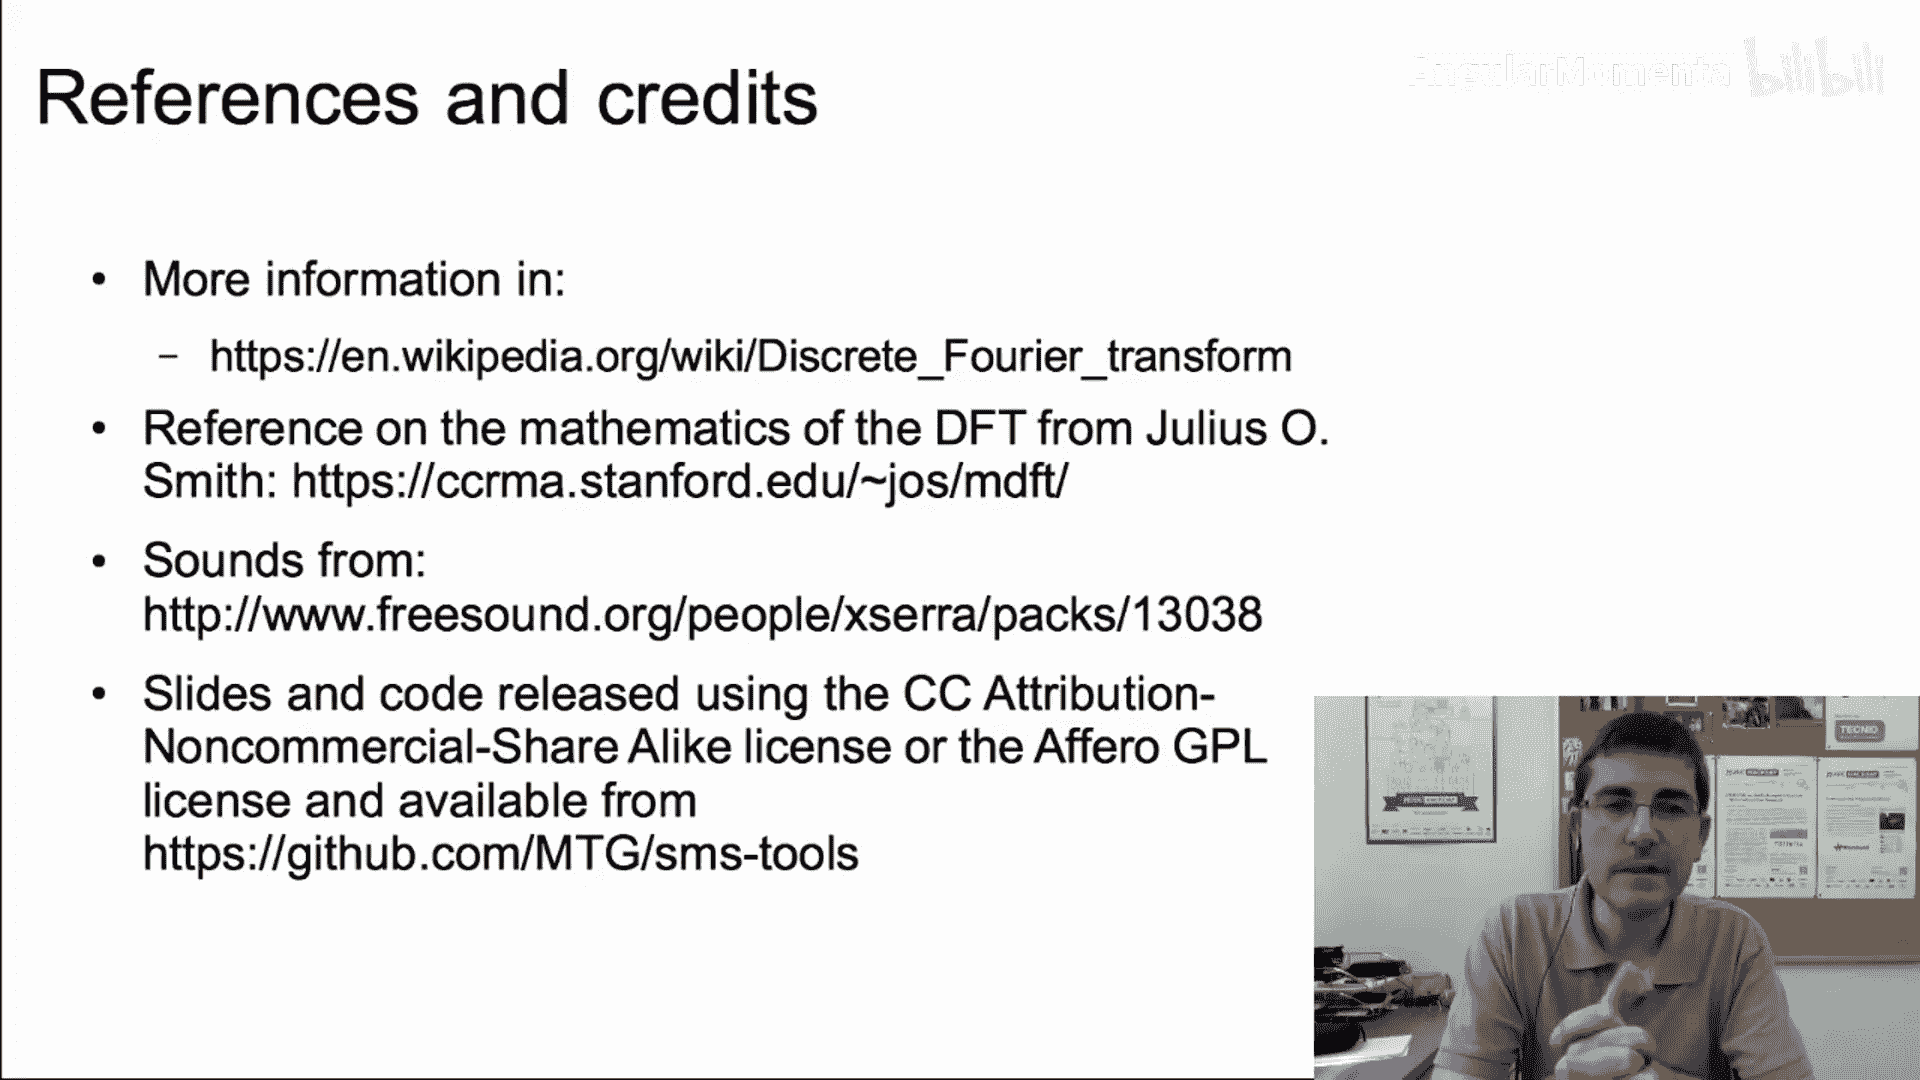 AngularMomenta bilibili
References and credits
• More information in:
– https://en.wikipedia.org/wiki/Discrete_Fourier_transform
• Reference on the mathematics of the DFT from Julius O.
Smith: https://ccrma.stanford.edu/~jos/mdft/
• Sounds from:
http://www.freesound.org/people/xserra/packs/13038
• Slides and code released using the CC Attribution-
Noncommercial-Share Alike license or the Affero GPL
license and available from
https://github.com/MTG/sms-tools
TECNIO